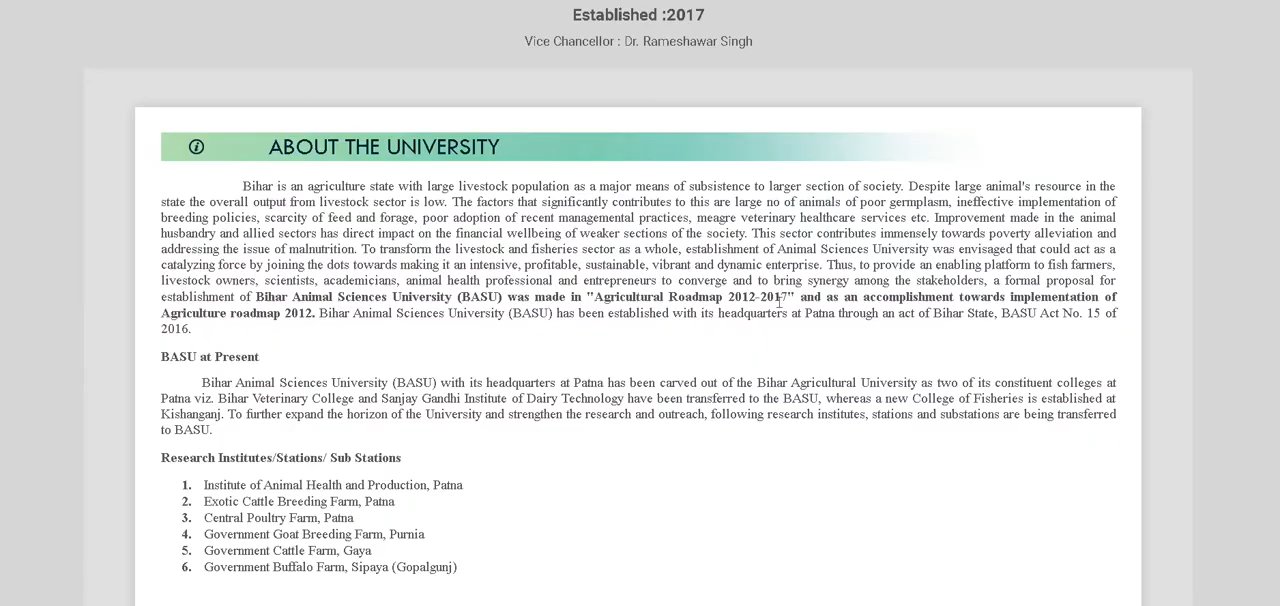 Established :2017
Vice Chancellor : Dr. Rameshawar Singh
ABOUT THE UNIVERSITY
Bihar is an agriculture state with large livestock population as a major means of subsistence to larger section of society. Despite large animal's resource in the
state the overall output from livestock sector is low. The factors that significantly contributes to this are large no of animals of poor germplasm, ineffective implementation of
breeding policies, scarcity of feed and forage, poor adoption of recent managemental practices, meagre veterinary healthcare services etc. Improvement made in the animal
husbandry and allied sectors has direct impact on the financial wellbeing of weaker sections of the society. This sector contributes immensely towards poverty alleviation and
addressing the issue of malnutrition. To transform the livestock and fisheries sector as a whole, establishment of Animal Sciences University was envisaged that could act as a
catalyzing force by joining the dots towards making it an intensive, profitable, sustainable, vibrant and dynamic enterprise. Thus, to provide an enabling platform to fish farmers,
livestock owners, scientists, academicians, animal health professional and entrepreneurs to converge and to bring synergy among the stakeholders, a formal proposal for
establishment of Bihar Animal Sciences University (BASU) was made in "Agricultural Roadmap 2012-2017" and as an accomplishment towards implementation of
Agriculture roadmap 2012. Bihar Animal Sciences University (BASU) has been established with its headquarters at Patna through an act of Bihar State, BASU Act No. 15 of
2016.
BASU at Present
Bihar Animal Sciences University (BASU) with its headquarters at Patna has been carved out of the Bihar Agricultural University as two of its constituent colleges at
Patna viz. Bihar Veterinary College and Sanjay Gandhi Institute of Dairy Technology have been transferred to the BASU, whereas a new College of Fisheries is established at
Kishanganj. To further expand the horizon of the University and strengthen the research and outreach, following research institutes, stations and substations are being transferred
to BASU.
Research Institutes/Stations/ Sub Stations
1. Institute of Animal Health and Production, Patna
2. Exotic Cattle Breeding Farm, Patna
3. Central Poultry Farm, Patna
4. Government Goat Breeding Farm, Purnia
5. Government Cattle Farm, Gaya
6. Government Buffalo Farm, Sipaya (Gopalgunj)